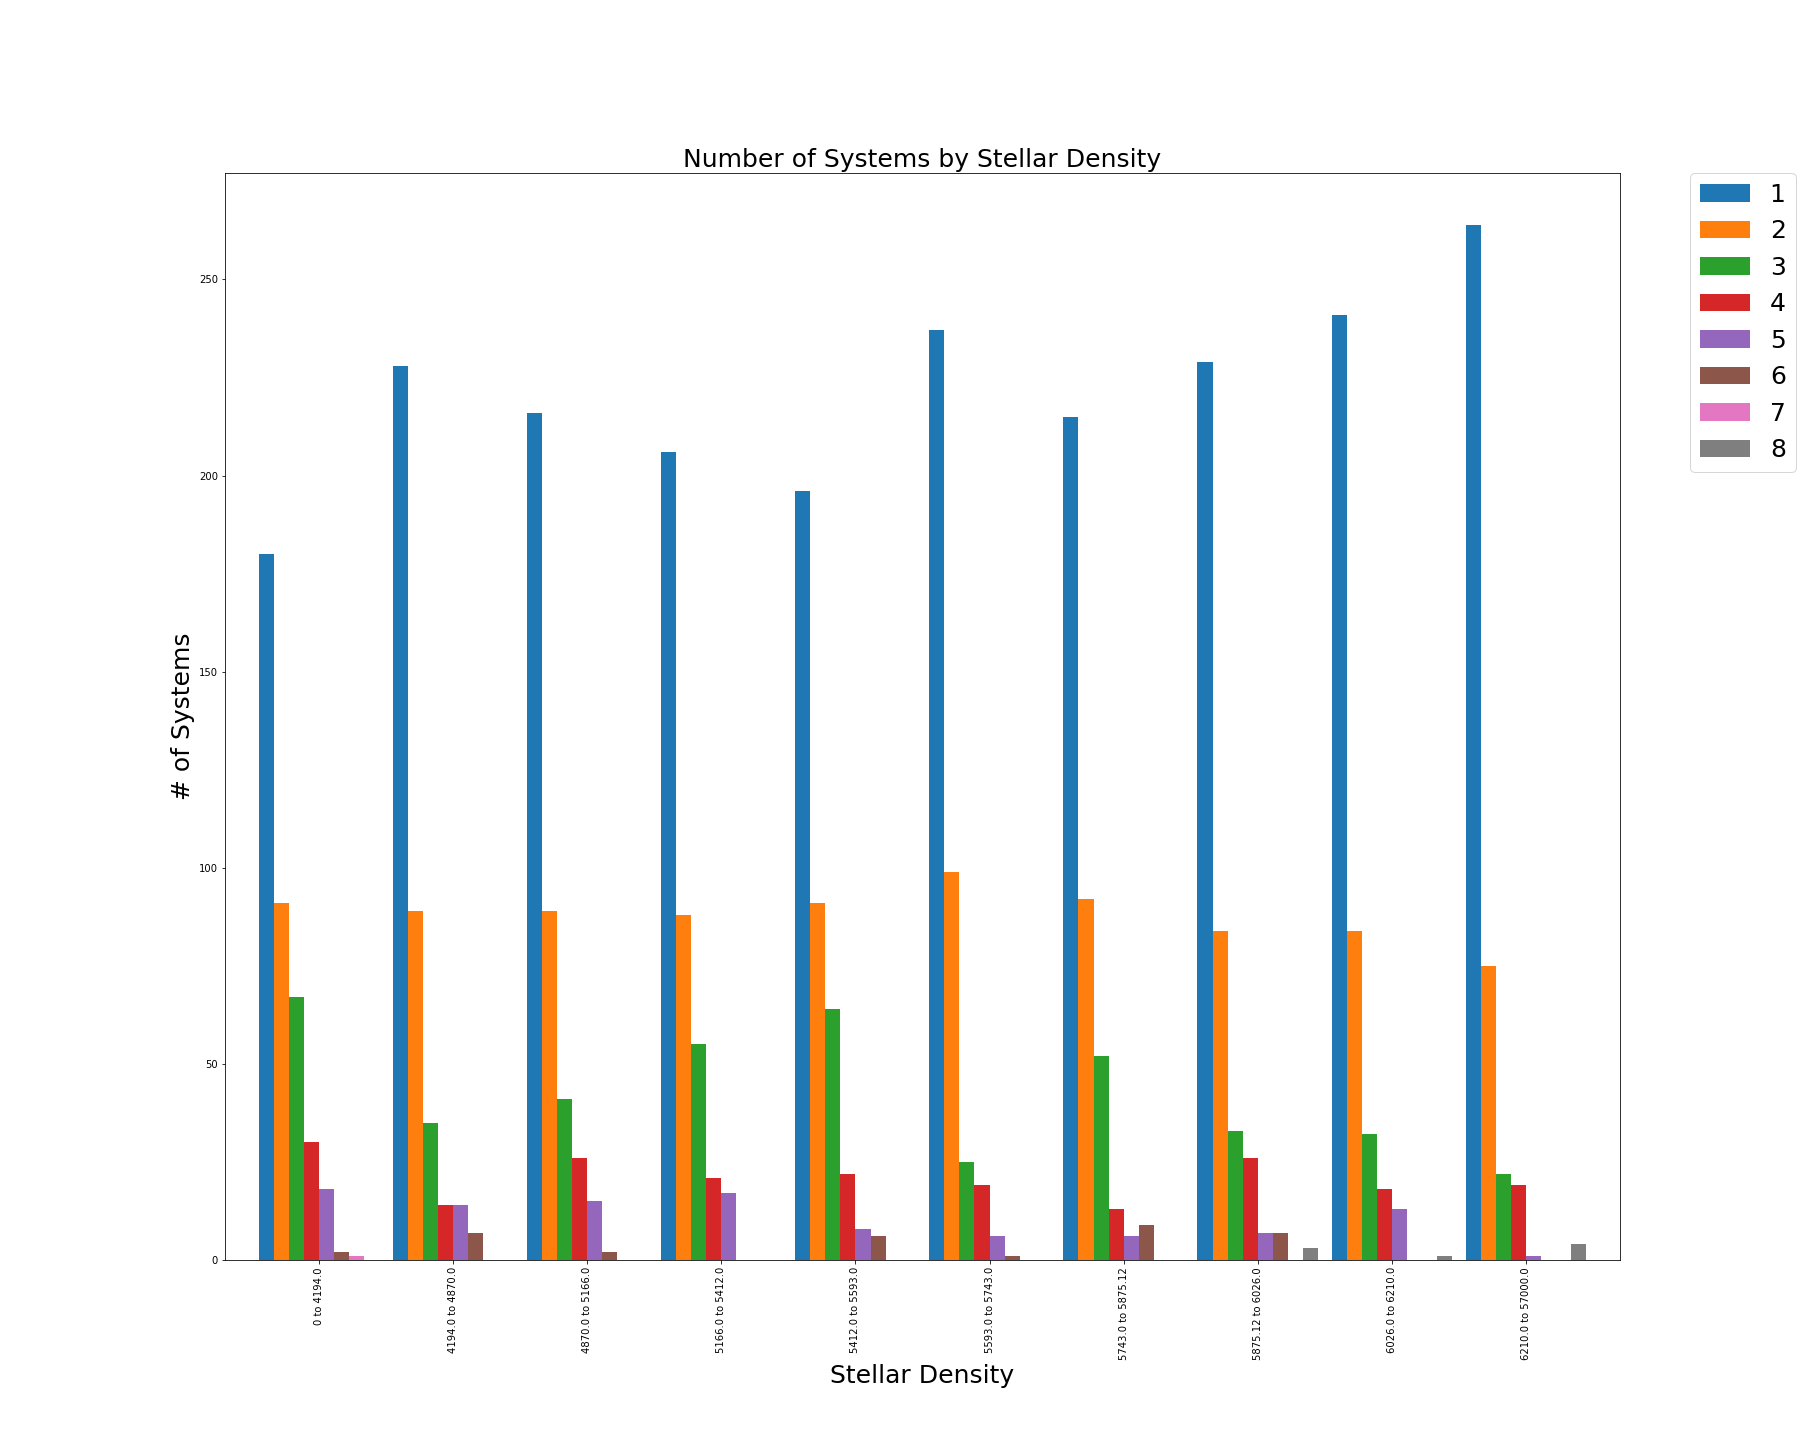 Number of Systems by Stellar Density
1
2
3
4
5
6
7
8
250
200
150
100
50
0
# of Systems
0 to 4194.0
4194.0 to 4870.0
4870.0 to 5166.0
5166.0 to 5412.0
5412.0 to 5593.0
5593.0 to 5743.0
5743.0 to 5875.12
5875.12 to 6026.0
6026.0 to 6210.0
6210.0 to 57000.0
Stellar Density